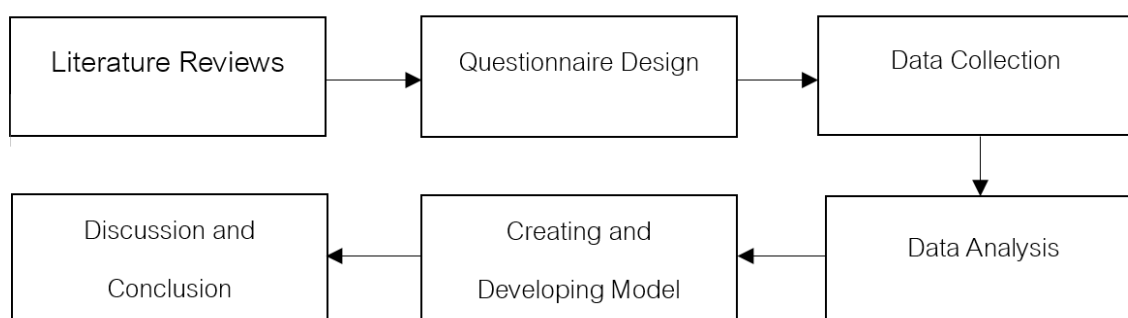 Literature Reviews
Questionnaire Design
Data Collection
Data Analysis
Creating and
Developing Model
Discussion and
Conclusion